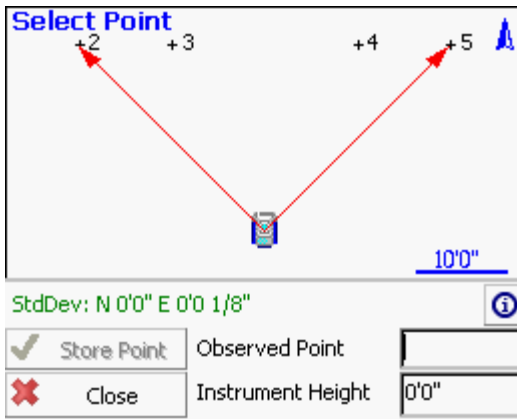 Select Point
+2 +3 +4 +5
10'0"
StdDev: N 0'0" E 0'0 1/8"
Store Point Observed Point
Close Instrument Height 0'0"